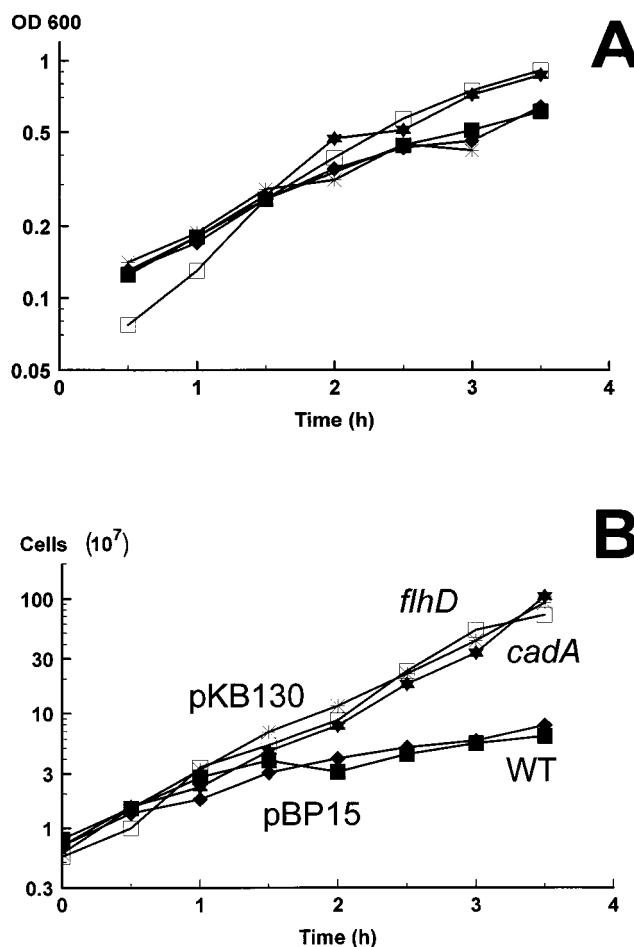 OD 600
A
1
0.5
0.2
0.1
0.05
0 1 2 3 4
Time (h)
Cells (10⁷)
B
100
flhD
cadA
30
pKB130
10
WT
3
pBP15
1
0.3
0 1 2 3 4
Time (h)